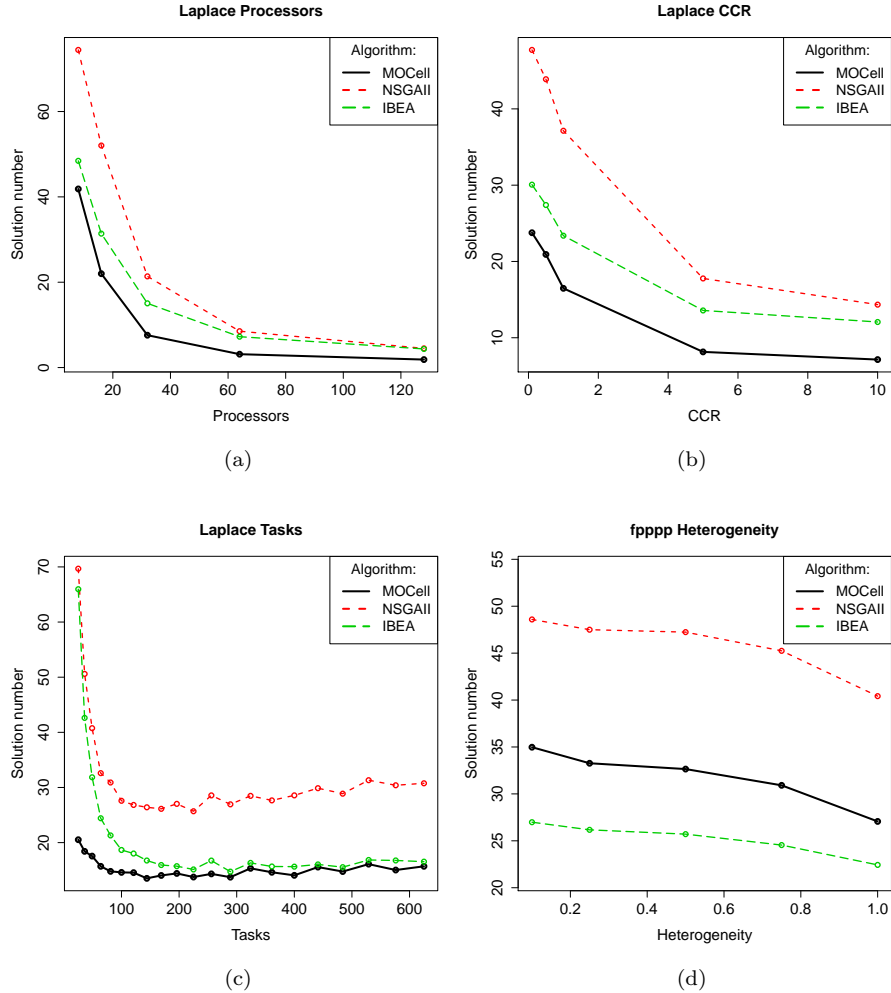 Laplace Processors
Solution number
0
20
40
60
20
40
60
80
100
120
Processors
Algorithm:
MOCell
NSGAII
IBEA
(a)
Laplace CCR
Solution number
10
20
30
40
0
2
4
6
8
10
CCR
Algorithm:
MOCell
NSGAII
IBEA
(b)
Laplace Tasks
Solution number
20
30
40
50
60
70
100
200
300
400
500
600
Tasks
Algorithm:
MOCell
NSGAII
IBEA
(c)
fpppp Heterogeneity
Solution number
20
25
30
35
40
45
50
55
0.2
0.4
0.6
0.8
1.0
Heterogeneity
Algorithm:
MOCell
NSGAII
IBEA
(d)